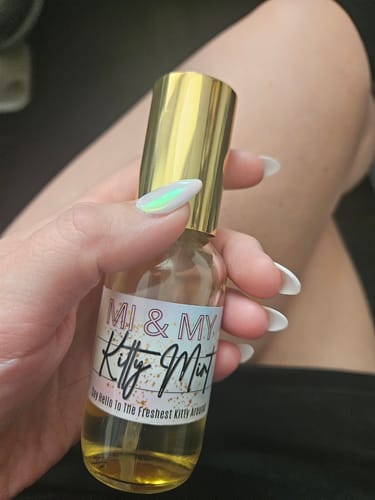 MI & MY
Kitty Mint
Say Hello To The Freshest Kitty Around